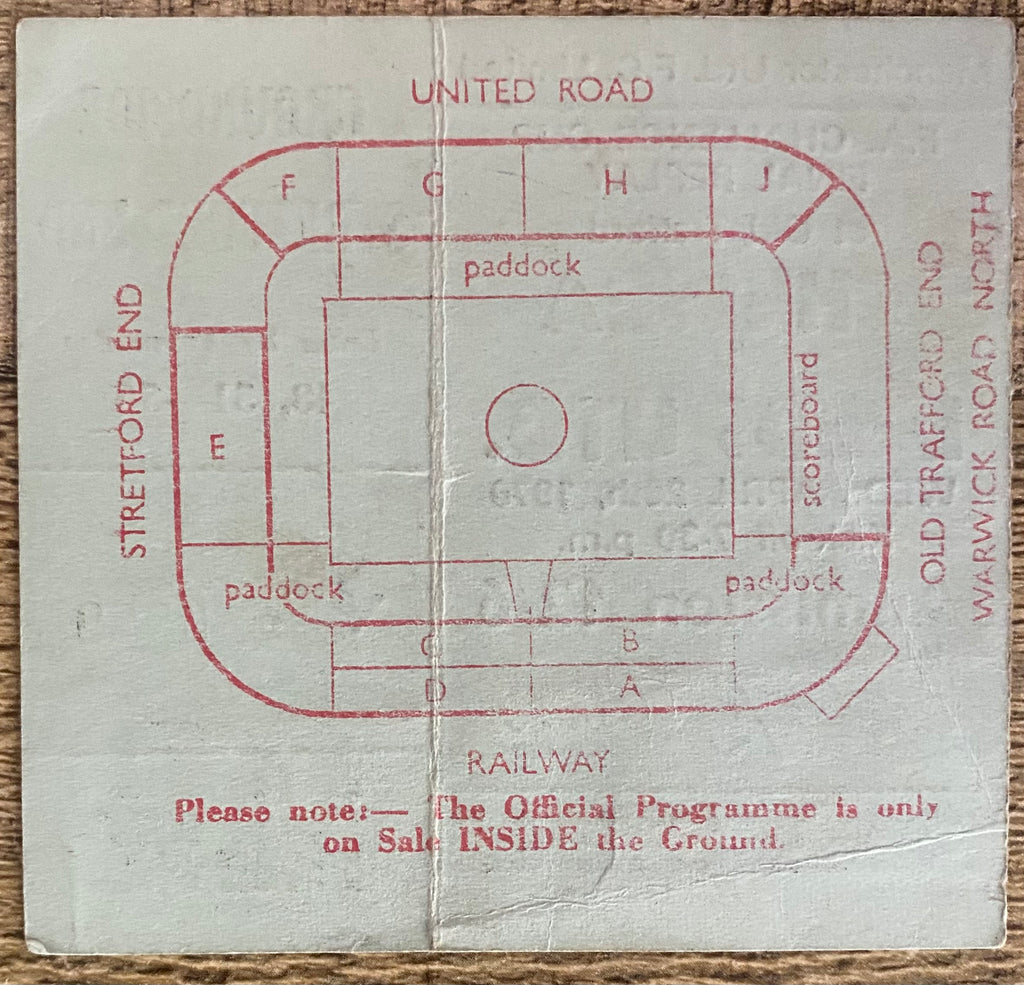 UNITED ROAD
F G H J
paddock
STRETFORD END
E
scoreboard
OLD TRAFFORD END
WARWICK ROAD NORTH
paddock paddock
C B
D A
RAILWAY
Please note:— The Official Programme is only
on Sale INSIDE the Ground.